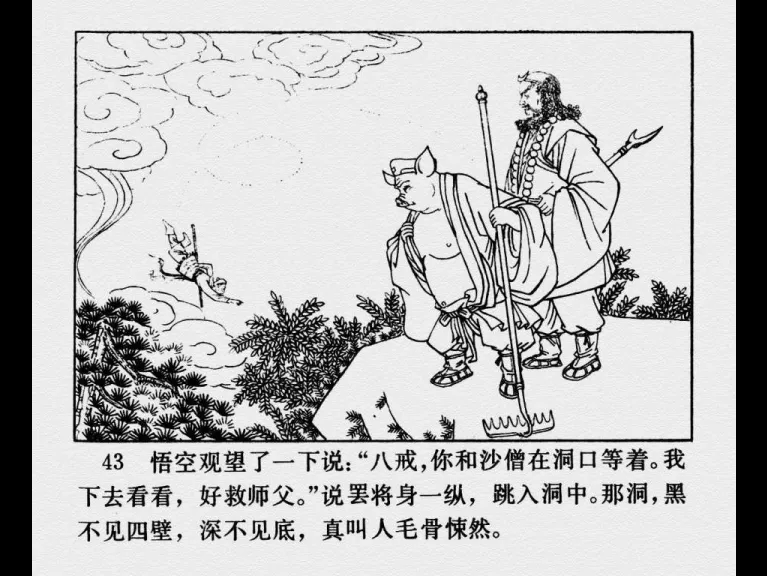 43 悟空观望了一下说：“八戒，你和沙僧在洞口等着。我
下去看看，好救师父。”说罢将身一纵，跳入洞中。那洞，黑
不见四壁，深不见底，真叫人毛骨悚然。